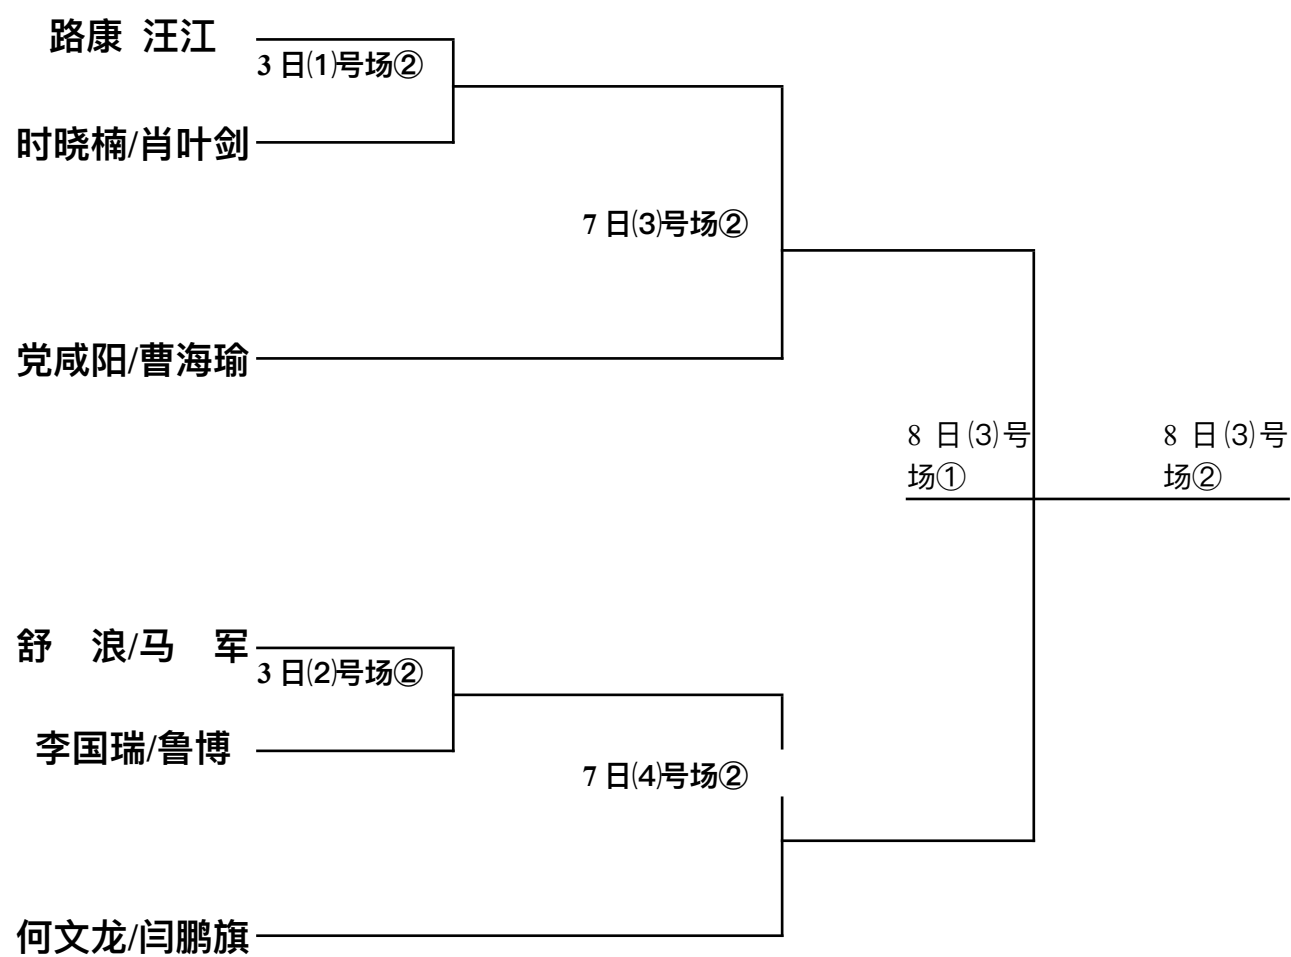 路康 汪江
3 日⑴号场②
时晓楠/肖叶剑
7 日⑶号场②
党咸阳/曹海瑜
8 日⑶号
场①
8 日⑶号
场②
舒 浪/马 军
3 日⑵号场②
李国瑞/鲁博
7 日⑷号场②
何文龙/闫鹏旗